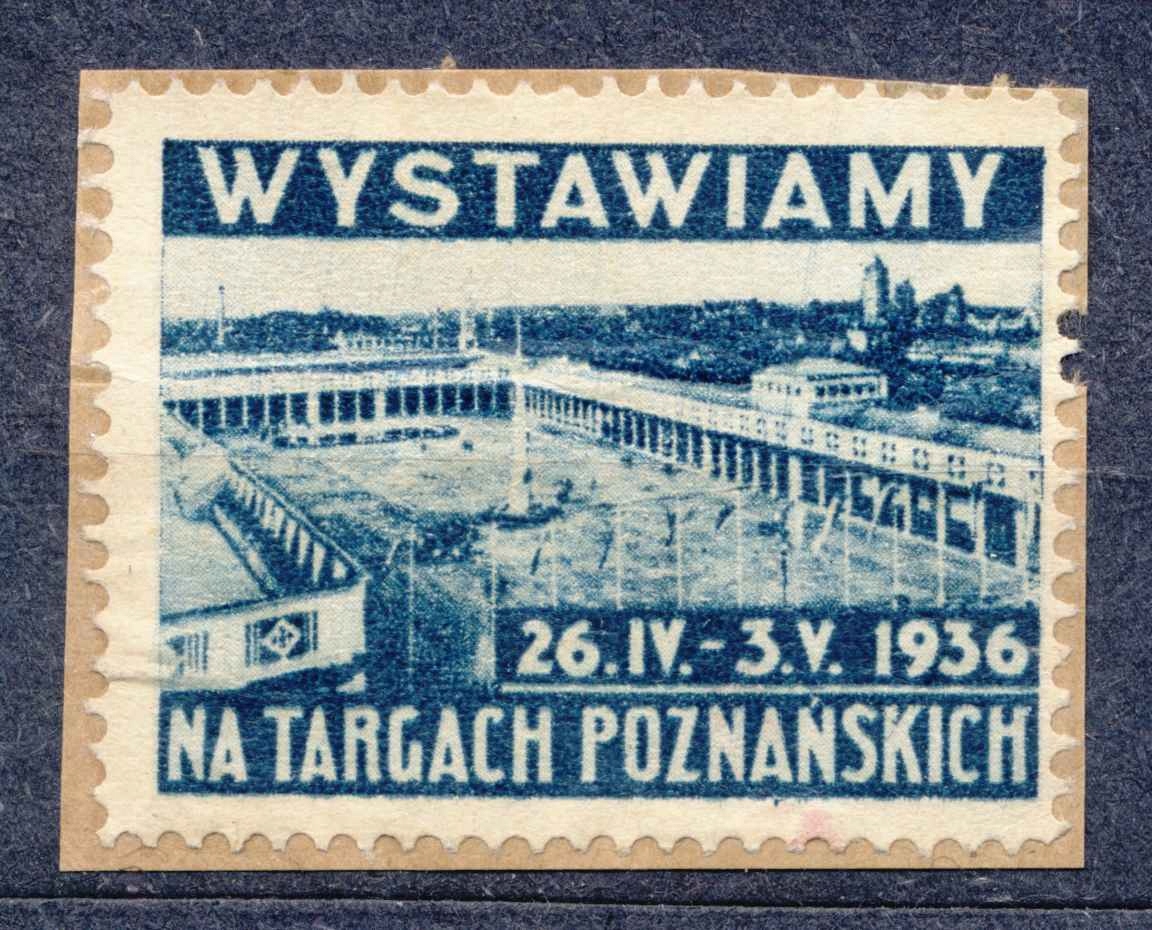 WYSTAWIAMY
26.IV.-3.V. 1936
NA TARGACH POZNAŃSKICH